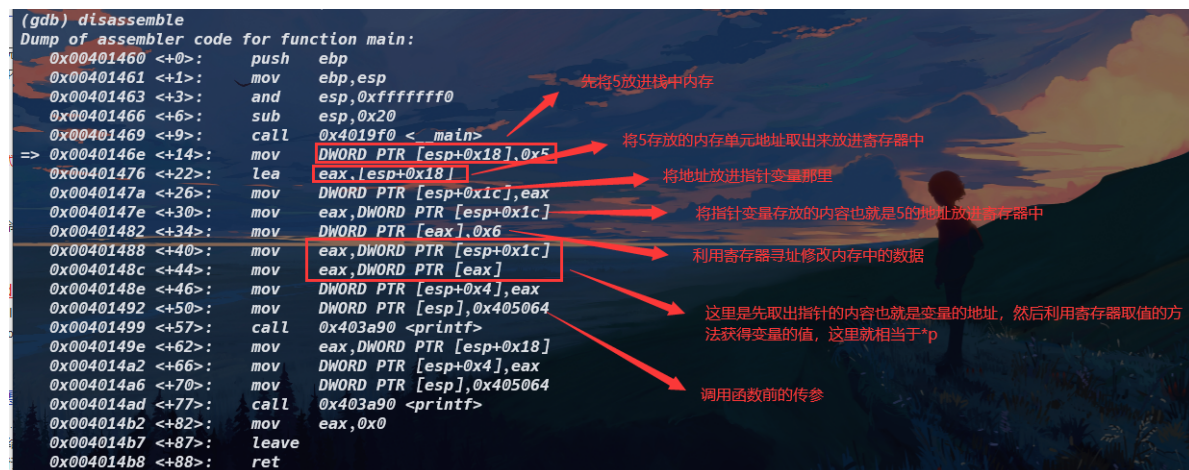 (gdb) disassemble
Dump of assembler code for function main:
0x00401460 <+0>: push ebp
0x00401461 <+1>: mov ebp,esp
0x00401463 <+3>: and esp,0xfffffff0
0x00401466 <+6>: sub esp,0x20
0x00401469 <+9>: call 0x4019f0 <__main>
=> 0x0040146e <+14>: mov DWORD PTR [esp+0x18],0x5
0x00401476 <+22>: lea eax,[esp+0x18]
0x0040147a <+26>: mov DWORD PTR [esp+0x1c],eax
0x0040147e <+30>: mov eax,DWORD PTR [esp+0x1c]
0x00401482 <+34>: mov DWORD PTR [eax],0x6
0x00401488 <+40>: mov eax,DWORD PTR [esp+0x1c]
0x0040148c <+44>: mov eax,DWORD PTR [eax]
0x0040148e <+46>: mov DWORD PTR [esp+0x4],eax
0x00401492 <+50>: mov DWORD PTR [esp],0x405064
0x00401499 <+57>: call 0x403a90 <printf>
0x0040149e <+62>: mov eax,DWORD PTR [esp+0x18]
0x004014a2 <+66>: mov DWORD PTR [esp+0x4],eax
0x004014a6 <+70>: mov DWORD PTR [esp],0x405064
0x004014ad <+77>: call 0x403a90 <printf>
0x004014b2 <+82>: mov eax,0x0
0x004014b7 <+87>: leave
0x004014b8 <+88>: ret
先将5放进栈中内存
将5存放的内存单元地址取出来放进寄存器中
将地址放进指针变量那里
将指针变量存放的内容也就是5的地址放进寄存器中
利用寄存器寻址修改内存中的数据
这里是先取出指针的内容也就是变量的地址，然后利用寄存器取值的方
法获得变量的值，这里就相当于*p
调用函数前的传参